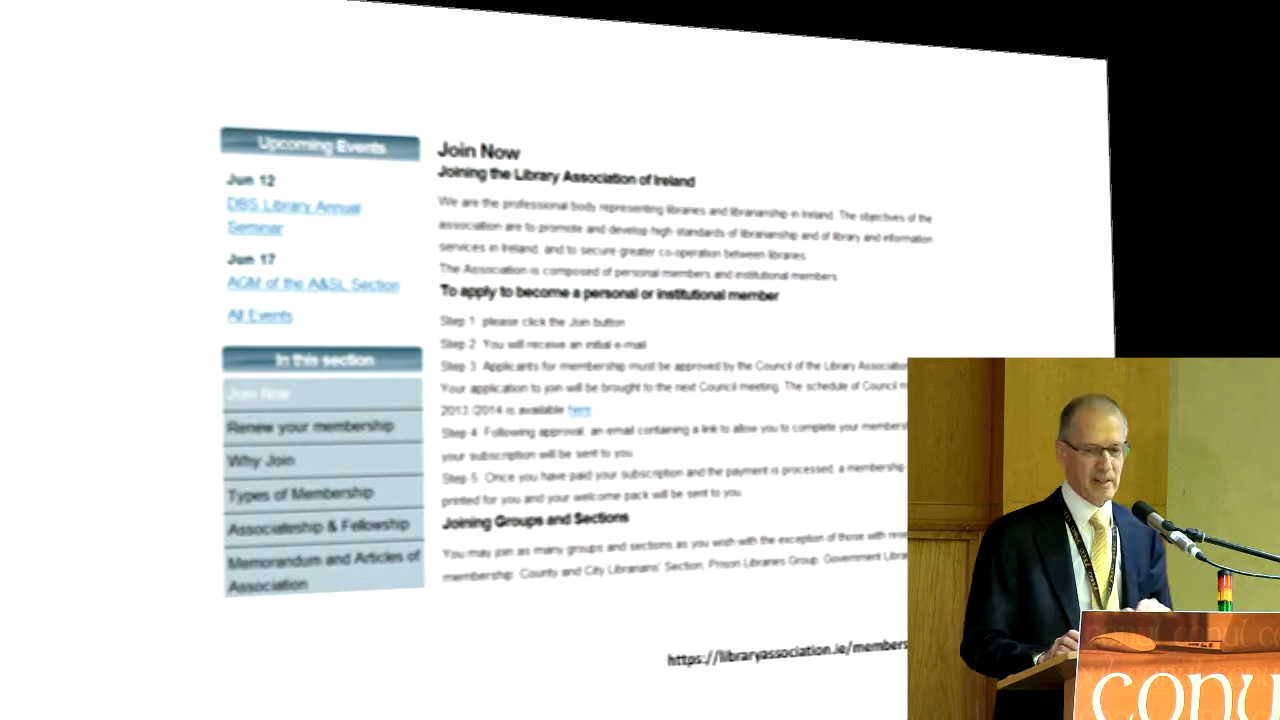 Upcoming Events
Jun 12
DBS Library Annual
Seminar
Jun 17
AGM of the A&SL Section
All Events
In this section
Join Now
Renew your membership
Why Join
Types of Membership
Associateship & Fellowship
Memorandum and Articles of
Association
Join Now
Joining the Library Association of Ireland
We are the professional body representing libraries and librarianship in Ireland. The objectives of the
association are to promote and develop high standards of librarianship and of library and information
services in Ireland, and to secure greater co-operation between libraries.
The Association is composed of personal members and institutional members.
To apply to become a personal or institutional member
Step 1: please click the Join button
Step 2: You will receive an initial e-mail
Step 3: Applicants for membership must be approved by the Council of the Library
Your application to join will be brought to the next Council meeting. The schedule of Council
2013 /2014 is available here
Step 4: Following approval, an email containing a link to allow you to complete your
your subscription will be sent to you
Step 5: Once you have paid your subscription and the payment is processed, a membership
printed for you and your welcome pack will be sent to you
Joining Groups and Sections
You may join as many groups and sections as you wish with the exception of those with
membership: County and City Librarians' Section, Prison Libraries Group, Government
https://libraryassociation.ie/members
conul conul co
conu